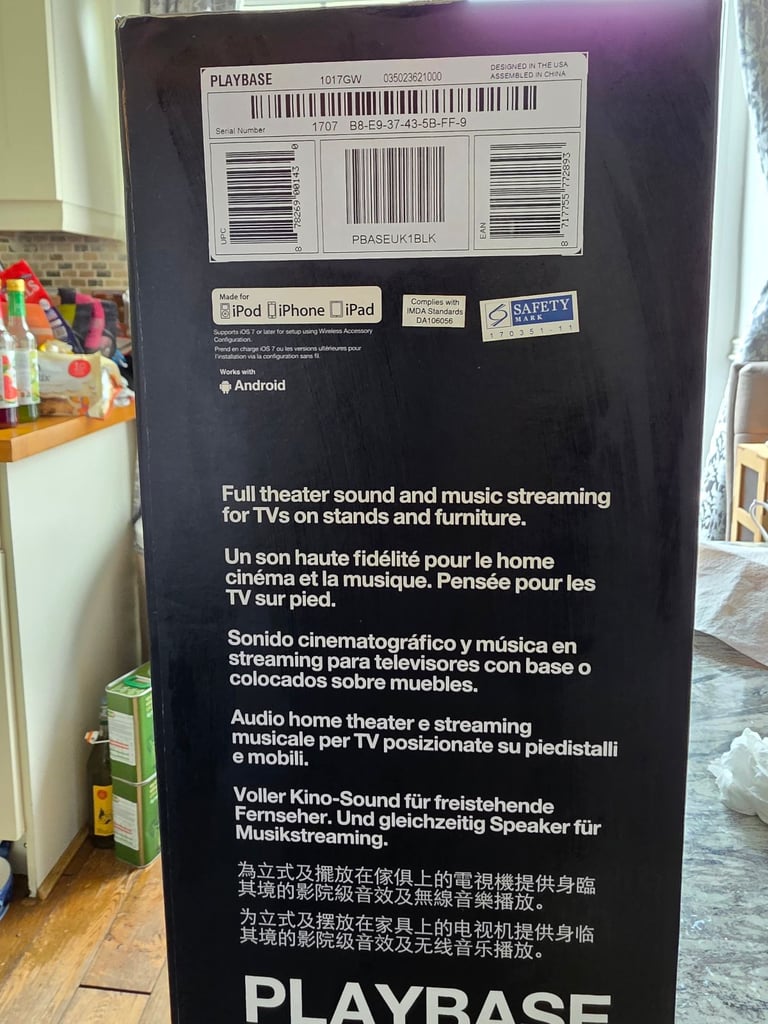 PLAYBASE 1017GW 035023621000 DESIGNED IN THE USA
ASSEMBLED IN CHINA
Serial Number 1707 B8-E9-37-43-5B-FF-9
UPC 8 78269 00143 0
PBASEUK1BLK
EAN 8 717755 772893
Made for
iPod iPhone iPad
Supports iOS 7 or later for setup using Wireless Accessory
Configuration.
Prend en charge iOS 7 ou les versions ultérieures pour
l'installation via la configuration sans fil.
Works with
Android
Complies with
IMDA Standards
DA106056
SAFETY
MARK
170351-11
Full theater sound and music streaming
for TVs on stands and furniture.
Un son haute fidélité pour le home
cinéma et la musique. Pensée pour les
TV sur pied.
Sonido cinematográfico y música en
streaming para televisores con base o
colocados sobre muebles.
Audio home theater e streaming
musicale per TV posizionate su piedistalli
e mobili.
Voller Kino-Sound für freistehende
Fernseher. Und gleichzeitig Speaker für
Musikstreaming.
為立式及擺放在傢俱上的電視機提供身臨
其境的影院級音效及無線音樂播放。
为立式及摆放在家具上的电视机提供身临
其境的影院级音效及无线音乐播放。
PLAYBASE